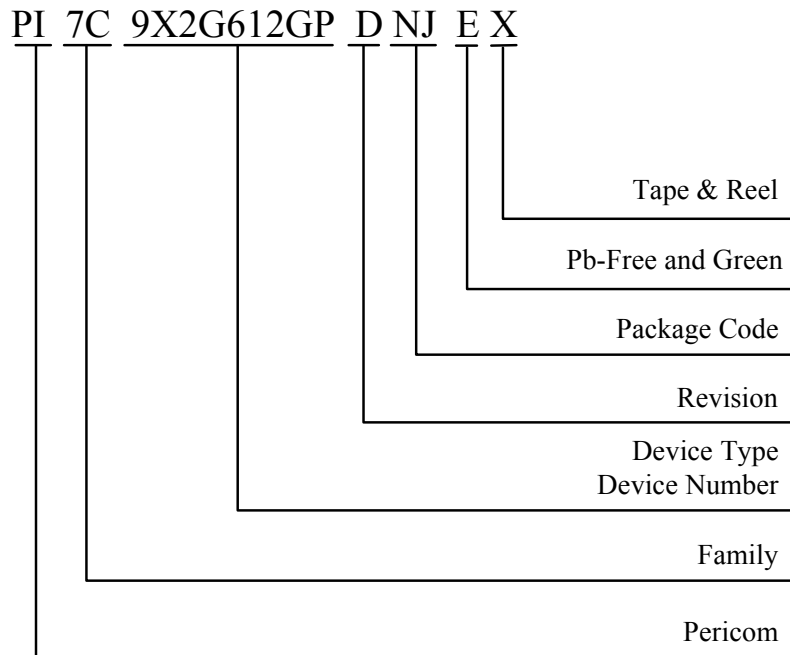 PI 7C 9X2G612GP D NJ E X
Tape & Reel
Pb-Free and Green
Package Code
Revision
Device Type
Device Number
Family
Pericom